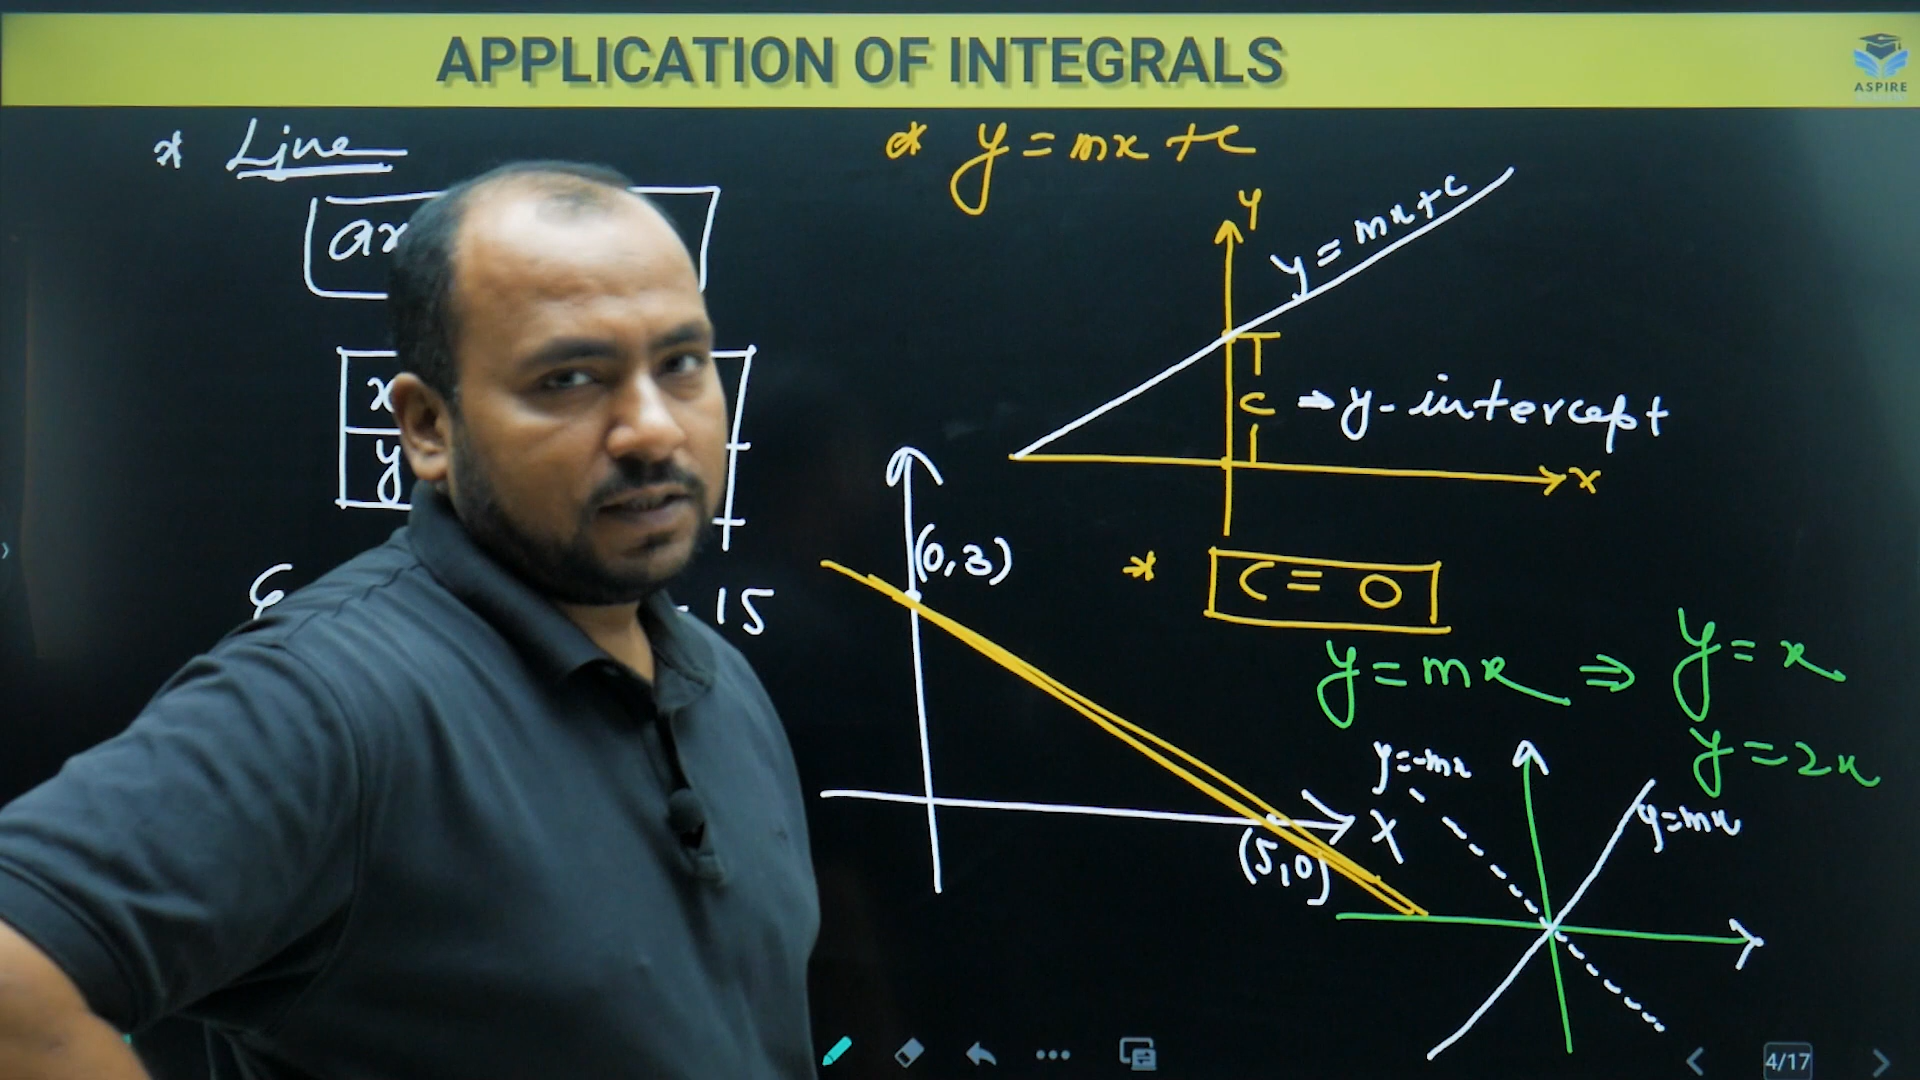 APPLICATION OF INTEGRALS
ASPIRE
* Line
ax
x
y
15
* y = mx + c
y
y = mx + c
c ⇒ y-intercept
x
(0,3)
X
(5,0)
* C = 0
y = mx ⇒ y = x
y = 2x
y=-mx
y=mx
4/17